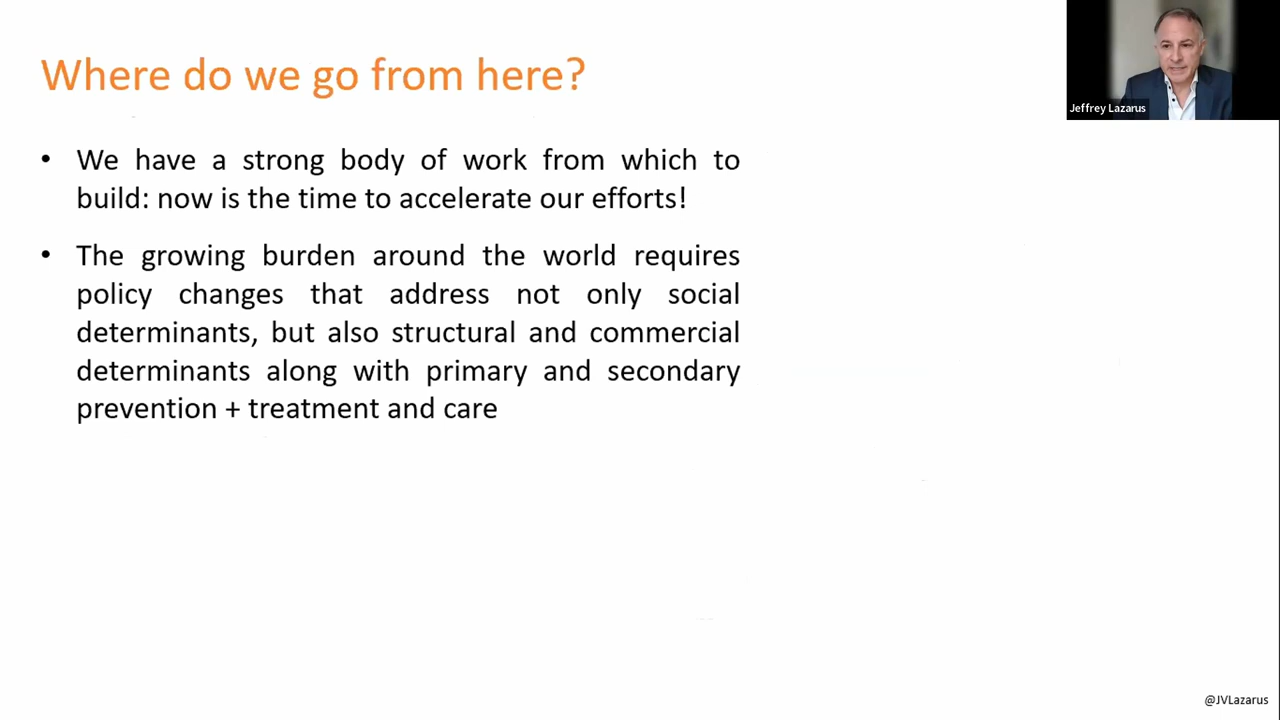 Where do we go from here?
Jeffrey Lazarus
• We have a strong body of work from which to
build: now is the time to accelerate our efforts!
• The growing burden around the world requires
policy changes that address not only social
determinants, but also structural and commercial
determinants along with primary and secondary
prevention + treatment and care
@JVLazarus